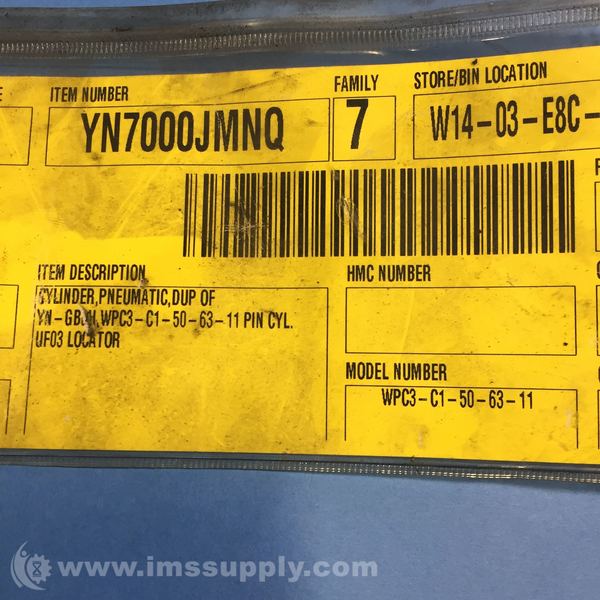 ITEM NUMBER
FAMILY
STORE/BIN LOCATION
YN7000JMNQ
7
W14-03-E8C-
ITEM DESCRIPTION
CYLINDER,PNEUMATIC,DUP OF
WPC3-C1-50-63-11 PIN CYL.
UF03 LOCATOR
HMC NUMBER
MODEL NUMBER
WPC3-C1-50-63-11
www.imssupply.com